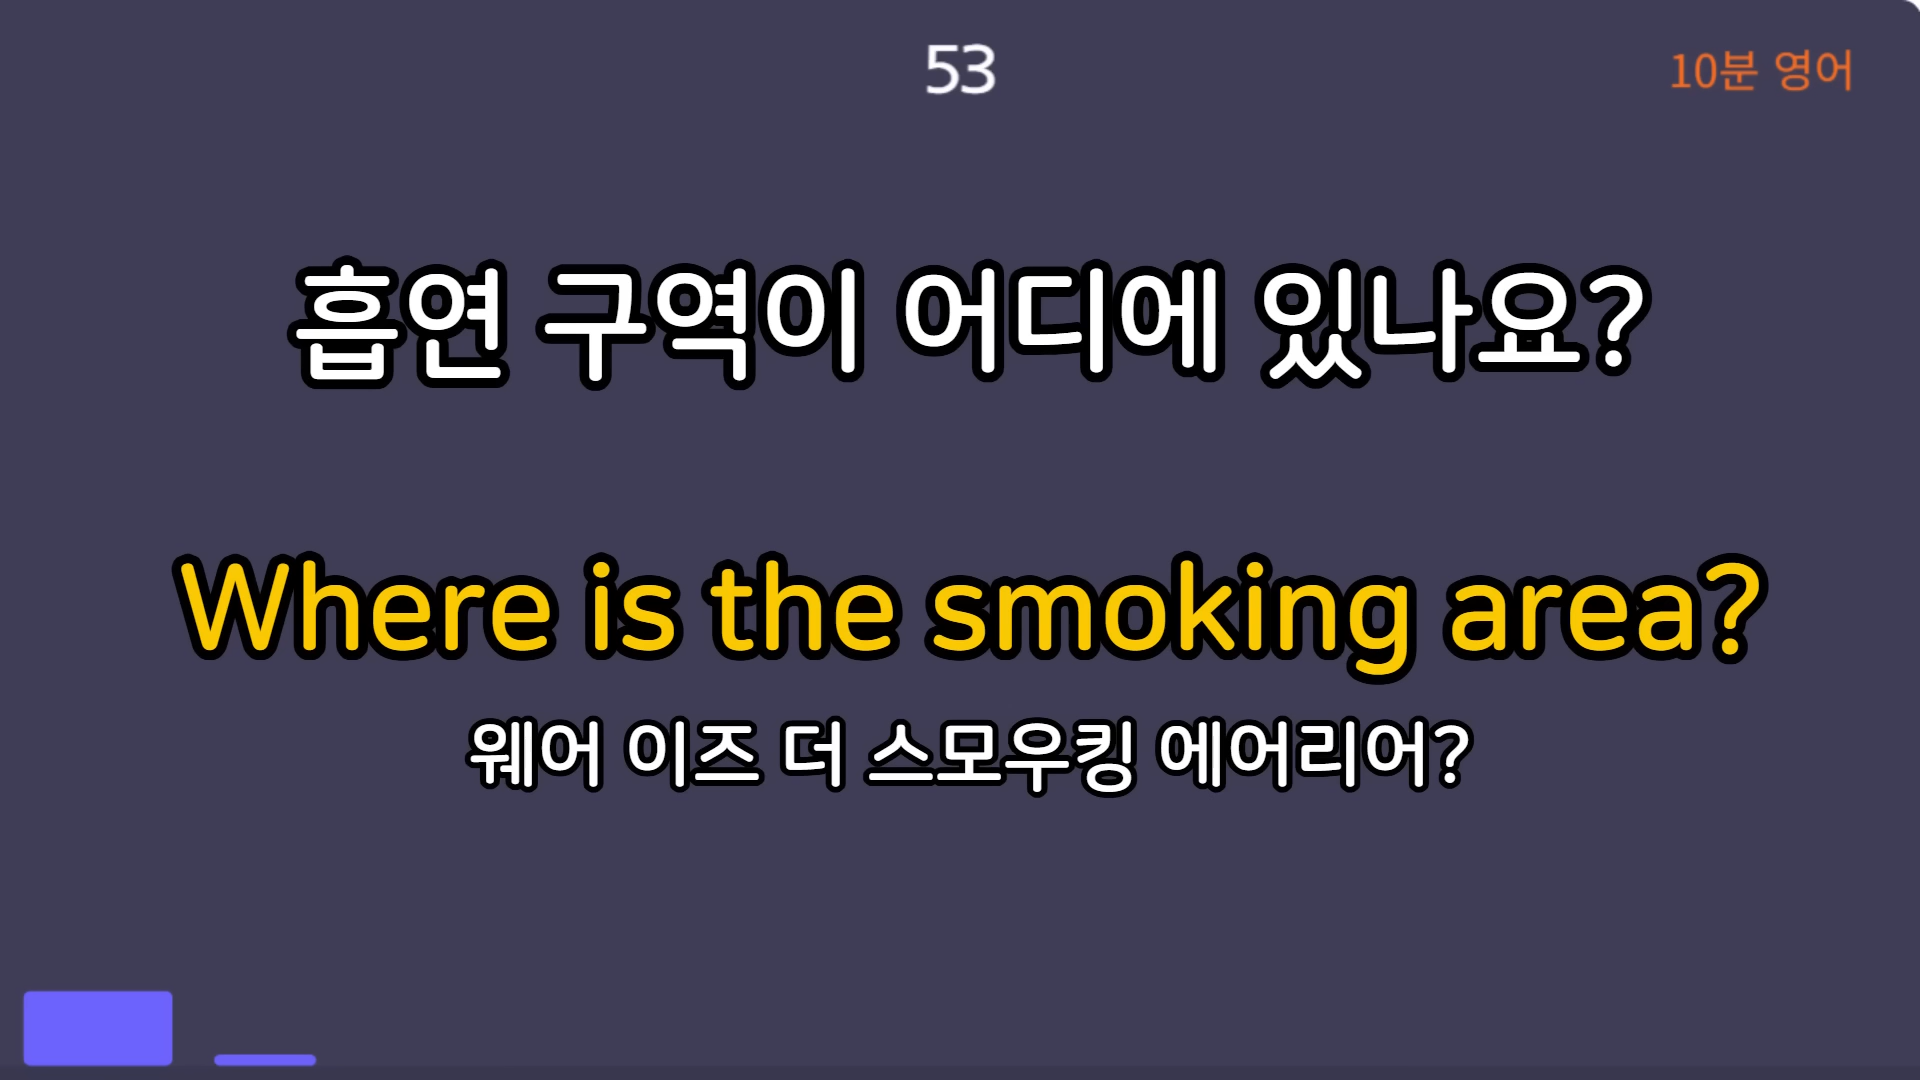 53
10분 영어
흡연 구역이 어디에 있나요?
Where is the smoking area?
웨어 이즈 더 스모우킹 에어리어?